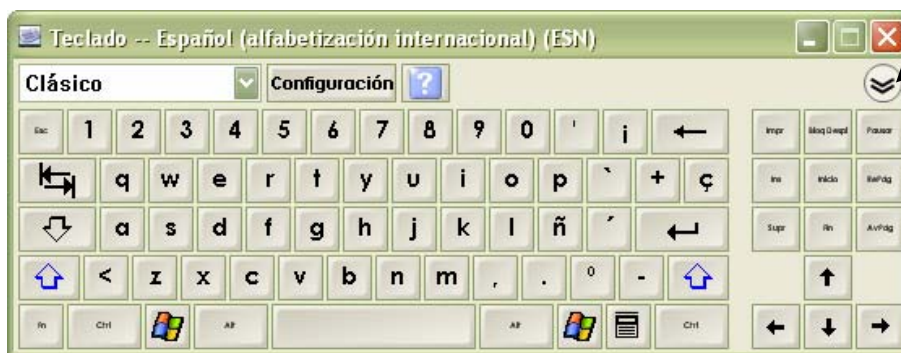 Teclado -- Español (alfabetización internacional) (ESN)
Clásico Configuración ?
Esc 1 2 3 4 5 6 7 8 9 0 ' ¡ Impr Bloq Despl Pausar
q w e r t y u i o p ` + ç Ins Inicio RePág
a s d f g h j k l ñ ´ Supr Fin AvPág
< z x c v b n m , . º -
Fn Ctrl Alt Alt Ctrl